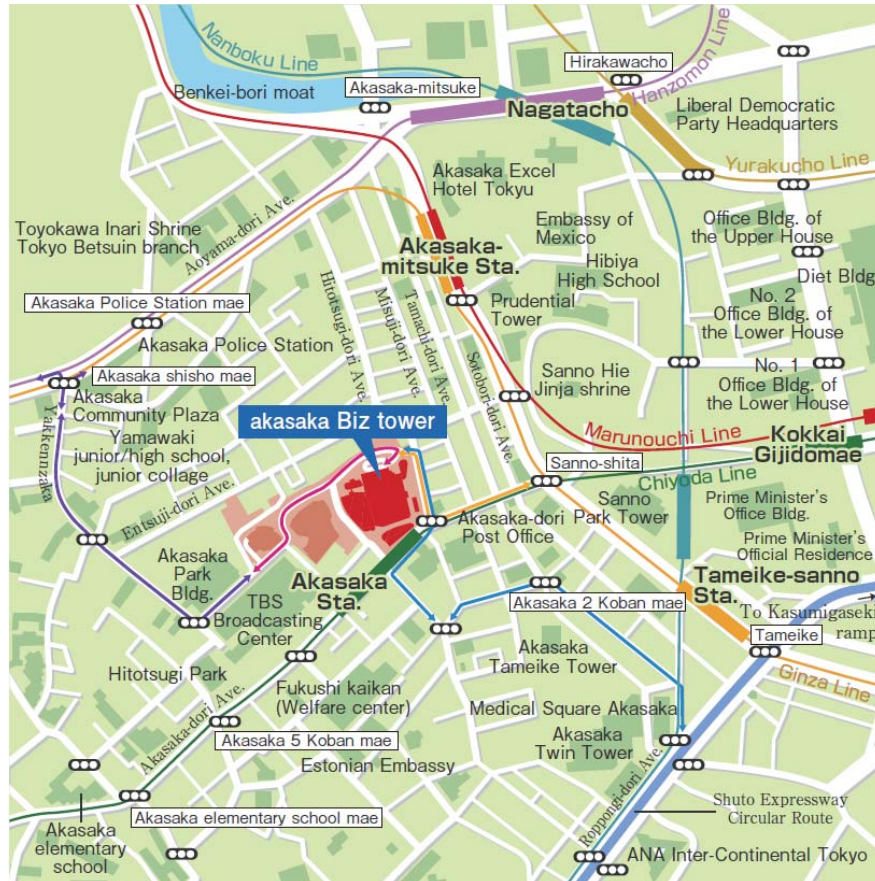 Nanboku Line
Hirakawacho
Hanzomon Line
Benkei-bori moat
Akasaka-mitsuke
Nagatacho
Liberal Democratic
Party Headquarters
Akasaka Excel
Hotel Tokyu
Yurakucho Line
Toyokawa Inari Shrine
Tokyo Betsuin branch
Aoyama-dori Ave.
Akasaka-
mitsuke Sta.
Embassy of
Mexico
Office Bldg. of
the Upper House
Hibiya
High School
Diet Bldg
Hitotsugi-dori Ave.
Misuji-dori Ave.
Tamachi-dori Ave.
Akasaka Police Station mae
Prudential
Tower
No. 2
Office Bldg. of
the Lower House
Akasaka Police Station
Sotobori-dori Ave.
Sanno Hie
Jinja shrine
No. 1
Office Bldg. of
the Lower House
Akasaka shisho mae
Akasaka
Community Plaza
Yakkennzaka
akasaka Biz tower
Marunouchi Line
Kokkai
Gijidomae
Yamawaki
junior/high school,
junior collage
Sanno-shita
Chiyoda Line
Entsuji-dori Ave.
Akasaka-dori
Post Office
Sanno
Park Tower
Prime Minister's
Office Bldg.
Prime Minister's
Official Residence
Akasaka
Park
Bldg.
Akasaka
Sta.
TBS
Broadcasting
Center
Tameike-sanno
Sta.
Akasaka 2 Koban mae
To Kasumigaseki
ramp
Tameike
Hitotsugi Park
Akasaka
Tameike Tower
Ginza Line
Akasaka-dori Ave.
Fukushi kaikan
(Welfare center)
Medical Square Akasaka
Akasaka 5 Koban mae
Akasaka
Twin Tower
Estonian Embassy
Roppongi-dori Ave.
Shuto Expressway
Circular Route
Akasaka elementary school mae
Akasaka
elementary
school
ANA Inter-Continental Tokyo